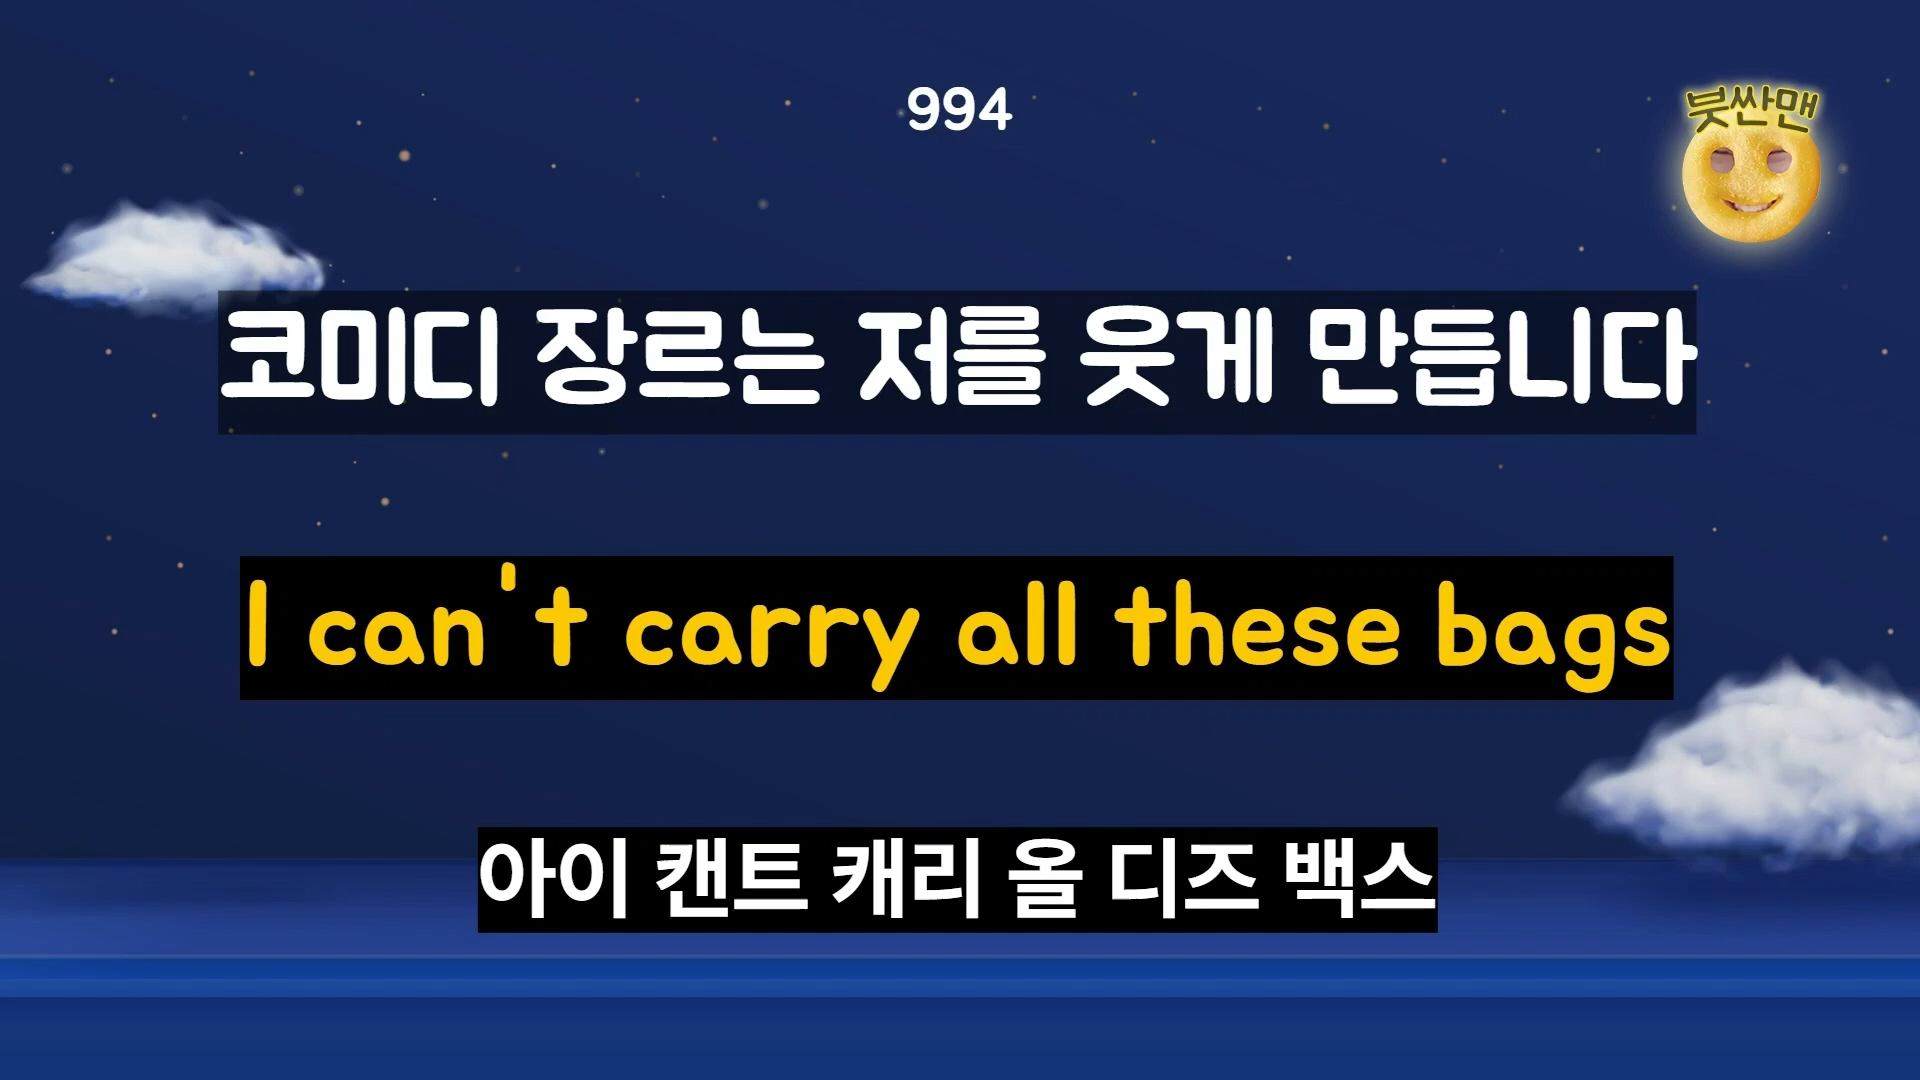 994
붓싼맨
코미디 장르는 저를 웃게 만듭니다
I can't carry all these bags
아이 캔트 캐리 올 디즈 백스